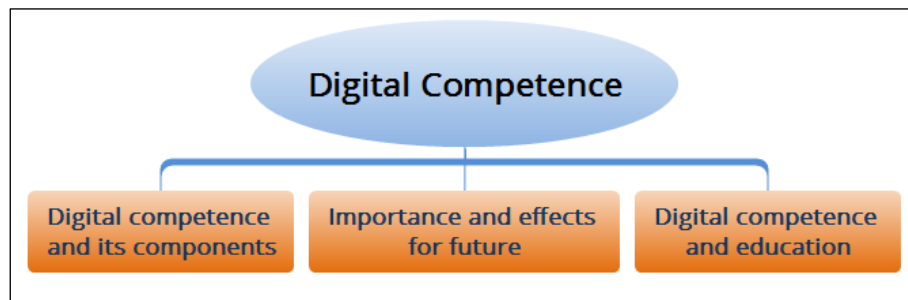 Digital Competence
Digital competence
and its components
Importance and effects
for future
Digital competence
and education